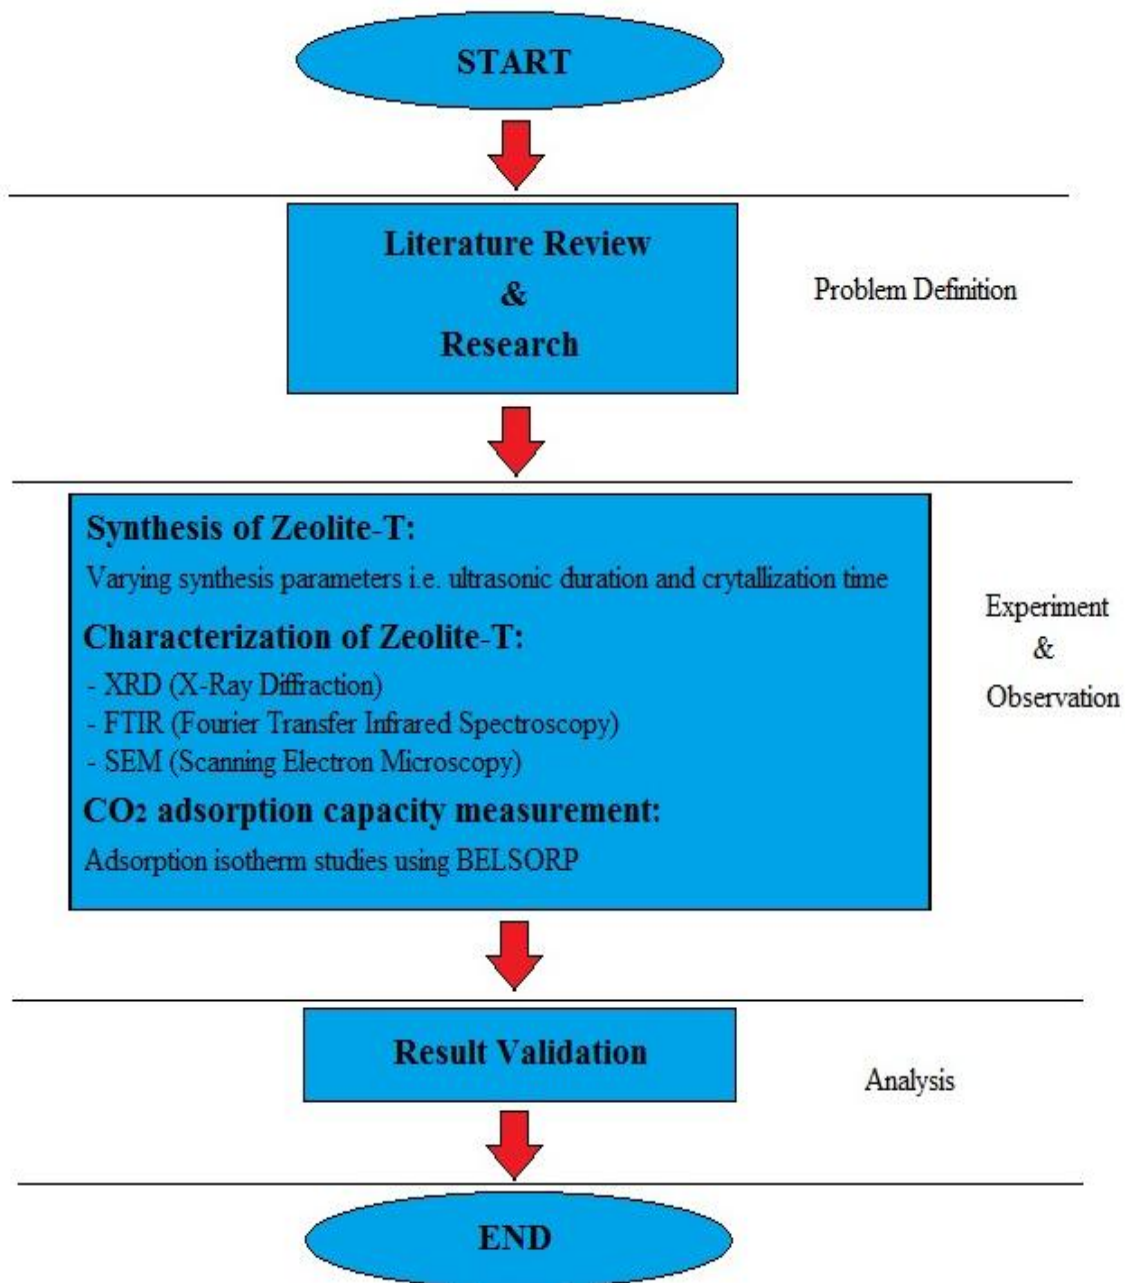 START
Literature Review
&
Research
Problem Definition
Synthesis of Zeolite-T:
Varying synthesis parameters i.e. ultrasonic duration and crytallization time
Characterization of Zeolite-T:
- XRD (X-Ray Diffraction)
- FTIR (Fourier Transfer Infrared Spectroscopy)
- SEM (Scanning Electron Microscopy)
CO2 adsorption capacity measurement:
Adsorption isotherm studies using BELSORP
Experiment
&
Observation
Result Validation
Analysis
END